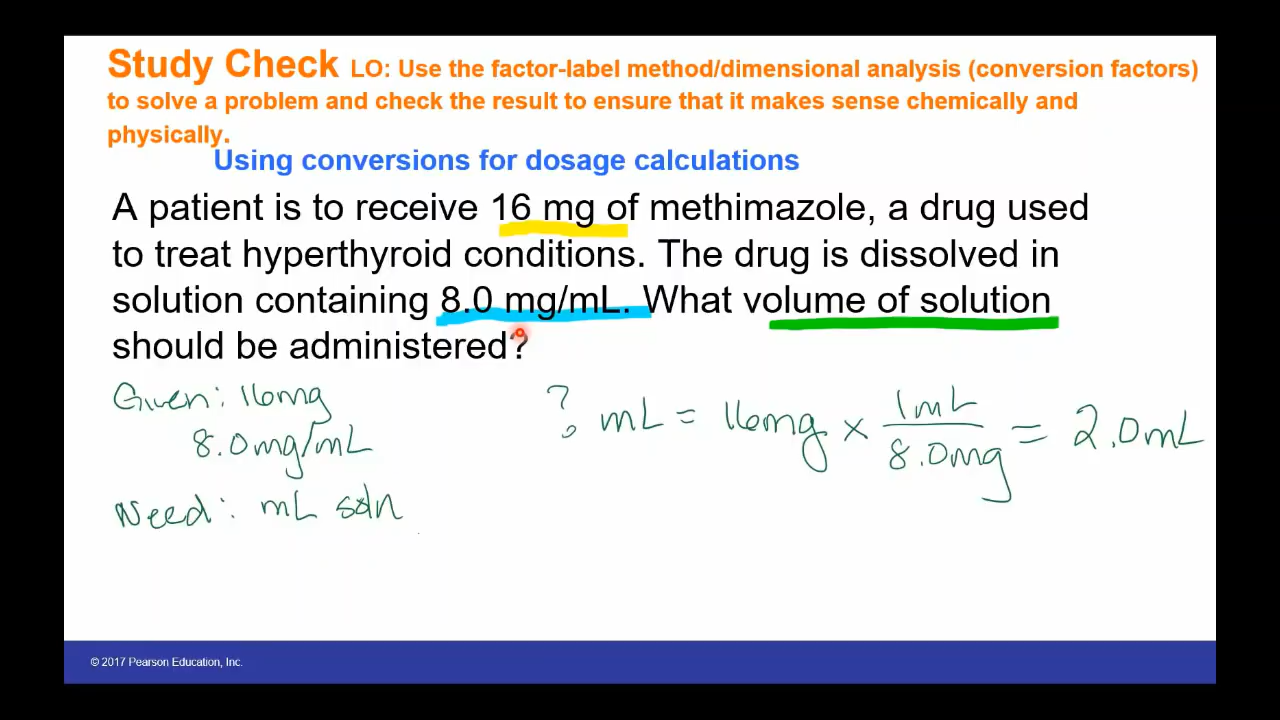 Study Check LO: Use the factor-label method/dimensional analysis (conversion factors)
to solve a problem and check the result to ensure that it makes sense chemically and
physically.
Using conversions for dosage calculations
A patient is to receive 16 mg of methimazole, a drug used
to treat hyperthyroid conditions. The drug is dissolved in
solution containing 8.0 mg/mL. What volume of solution
should be administered?
Given: 16mg
8.0mg/mL
Need: mL soln
? mL = 16mg × 1mL / 8.0mg = 2.0mL
© 2017 Pearson Education, Inc.